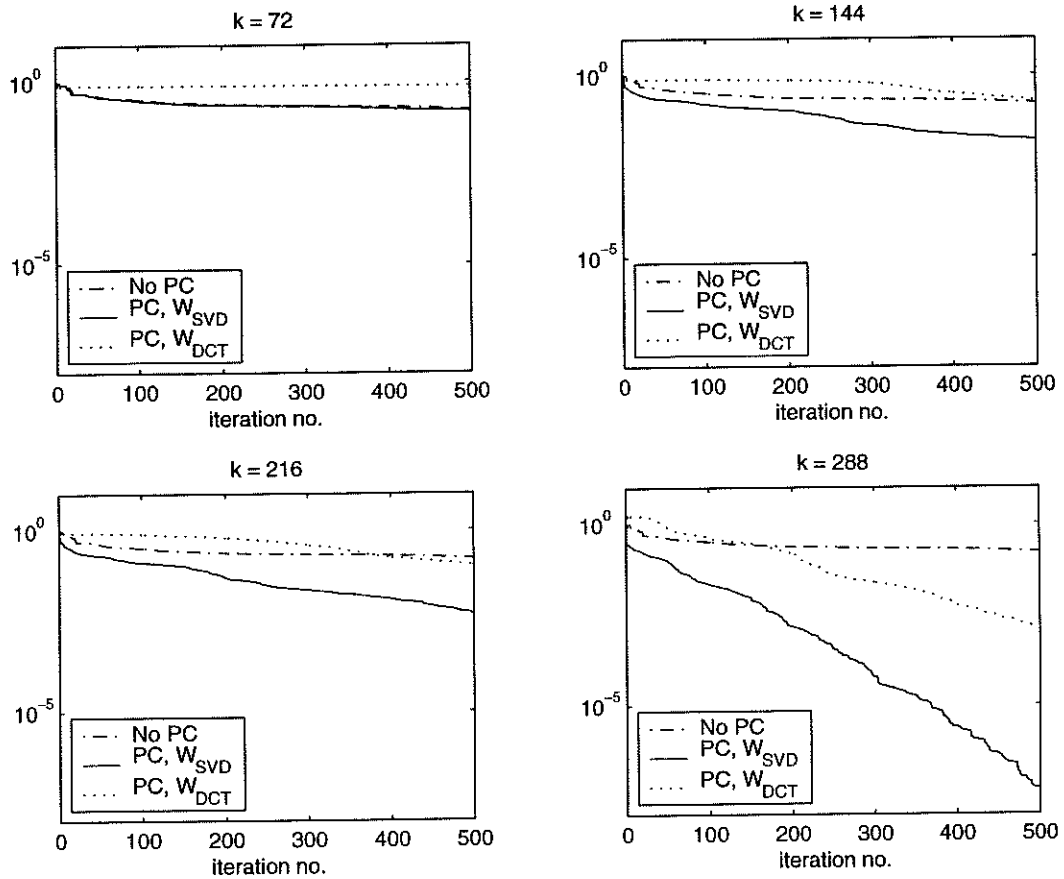 k = 72
10^0
10^-5
No PC
PC, W_SVD
PC, W_DCT
0 100 200 300 400 500
iteration no.
k = 144
10^0
10^-5
No PC
PC, W_SVD
PC, W_DCT
0 100 200 300 400 500
iteration no.
k = 216
10^0
10^-5
No PC
PC, W_SVD
PC, W_DCT
0 100 200 300 400 500
iteration no.
k = 288
10^0
10^-5
No PC
PC, W_SVD
PC, W_DCT
0 100 200 300 400 500
iteration no.